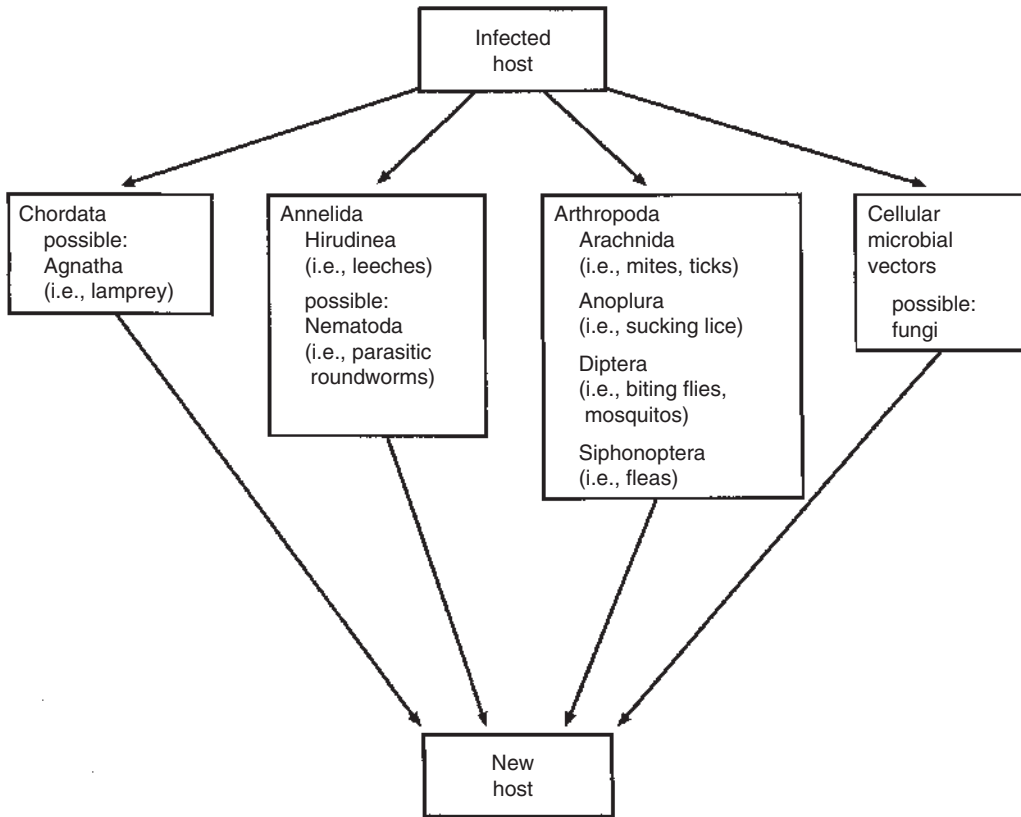 Infected
host
Chordata
possible:
Agnatha
(i.e., lamprey)
Annelida
Hirudinea
(i.e., leeches)
possible:
Nematoda
(i.e., parasitic
roundworms)
Arthropoda
Arachnida
(i.e., mites, ticks)
Anoplura
(i.e., sucking lice)
Diptera
(i.e., biting flies,
mosquitos)
Siphonoptera
(i.e., fleas)
Cellular
microbial
vectors
possible:
fungi
New
host